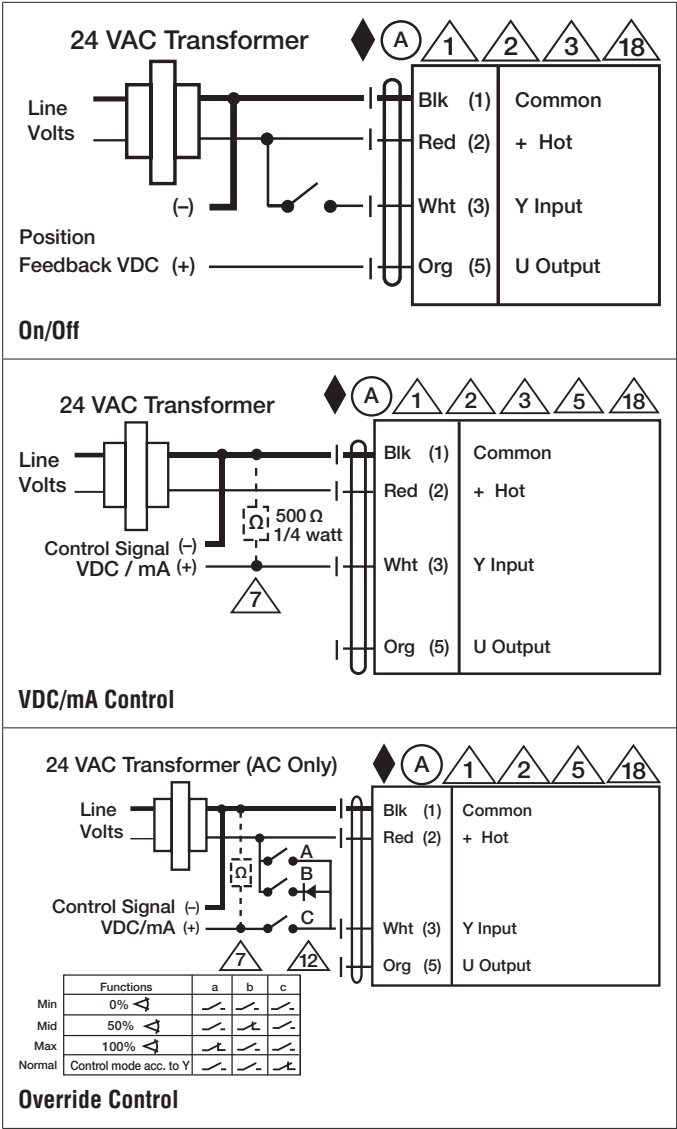 24 VAC Transformer A 1 2 3 18
Line
Volts
Blk (1) Common
Red (2) + Hot
(–) Wht (3) Y Input
Position
Feedback VDC (+) Org (5) U Output
On/Off
24 VAC Transformer A 1 2 3 5 18
Line
Volts
Blk (1) Common
Red (2) + Hot
Ω 500 Ω
1/4 watt
Control Signal (–)
VDC / mA (+) Wht (3) Y Input
7
Org (5) U Output
VDC/mA Control
24 VAC Transformer (AC Only) A 1 2 5 18
Line
Volts
Blk (1) Common
Red (2) + Hot
A
Ω B
Control Signal (–) C
VDC/mA (+) Wht (3) Y Input
7 12 Org (5) U Output
Functions a b c
Min 0%
Mid 50%
Max 100%
Normal Control mode acc. to Y
Override Control